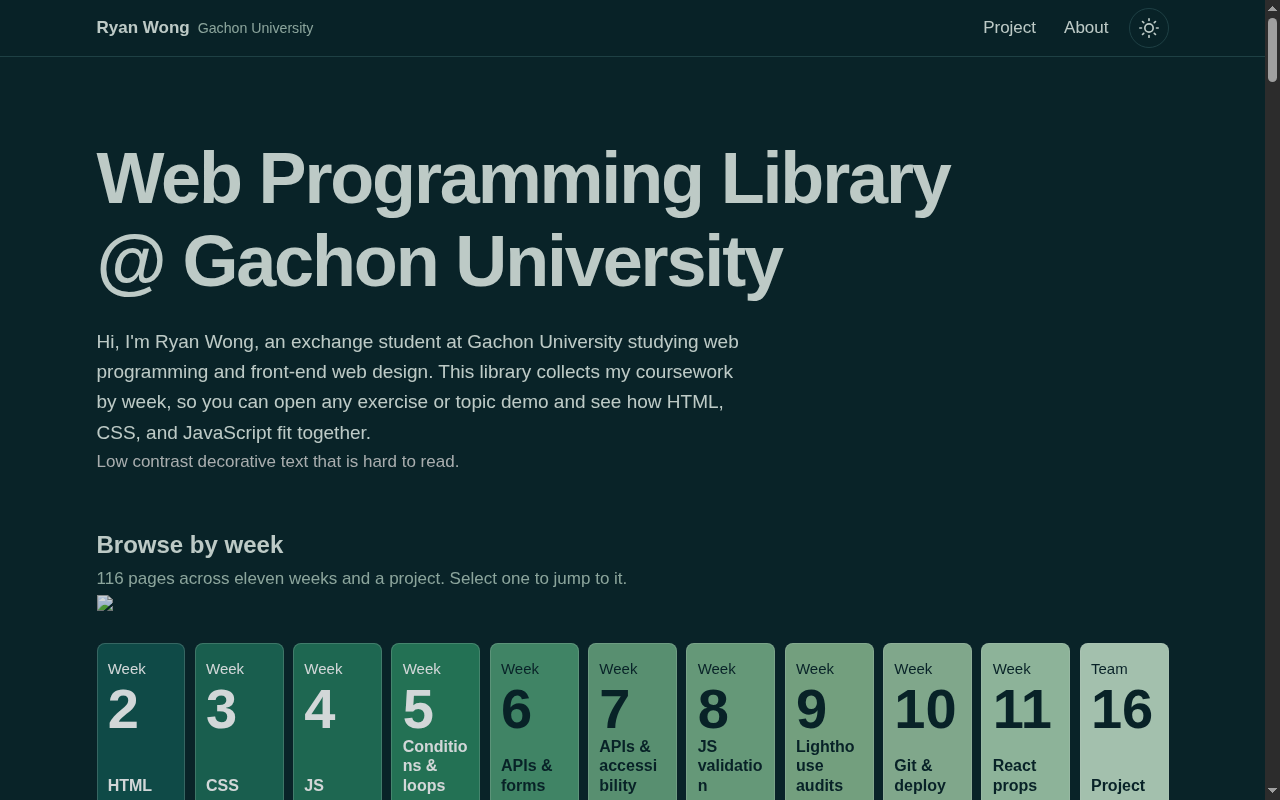 Ryan Wong Gachon University
Project About
Web Programming Library
@ Gachon University
Hi, I'm Ryan Wong, an exchange student at Gachon University studying web
programming and front-end web design. This library collects my coursework
by week, so you can open any exercise or topic demo and see how HTML,
CSS, and JavaScript fit together.
Low contrast decorative text that is hard to read.
Browse by week
116 pages across eleven weeks and a project. Select one to jump to it.
Week
2
HTML
Week
3
CSS
Week
4
JS
Week
5
Conditio
ns &
loops
Week
6
APIs &
forms
Week
7
APIs &
accessi
bility
Week
8
JS
validatio
n
Week
9
Lightho
use
audits
Week
10
Git &
deploy
Week
11
React
props
Team
16
Project